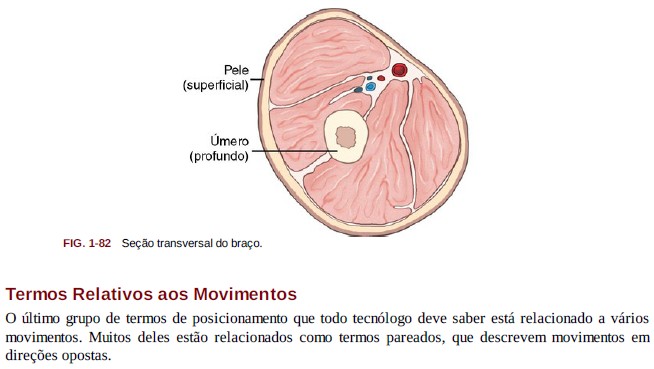 Pele
(superficial)
Úmero
(profundo)
FIG. 1-82 Seção transversal do braço.
Termos Relativos aos Movimentos
O último grupo de termos de posicionamento que todo tecnólogo deve saber está relacionado a vários
movimentos. Muitos deles estão relacionados como termos pareados, que descrevem movimentos em
direções opostas.